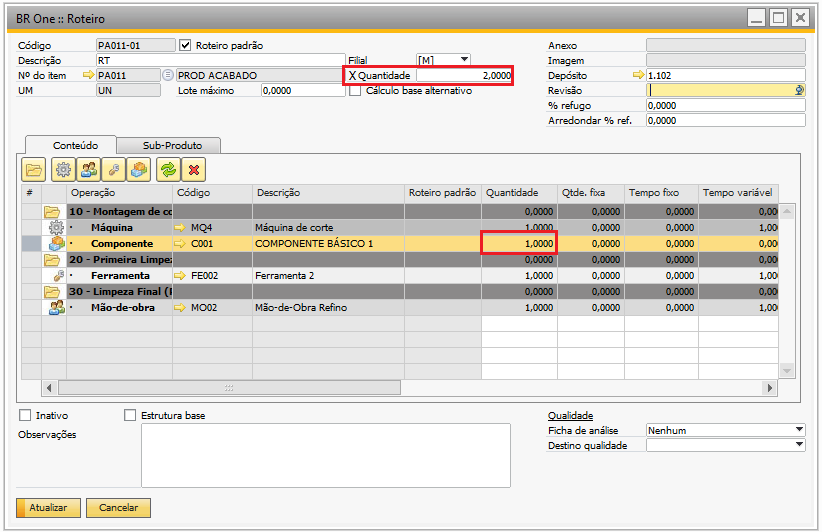 BR One :: Roteiro
Código PA011-01 Roteiro padrão Anexo
Descrição RT Filial [M] Imagem
Nº do item PA011 PROD ACABADO X Quantidade 2,0000 Depósito 1.102
UM UN Lote máximo 0,0000 Cálculo base alternativo Revisão
% refugo 0,0000
Arredondar % ref. 0,0000
Conteúdo Sub-Produto
# Operação Código Descrição Roteiro padrão Quantidade Qtde. fixa Tempo fixo Tempo variável
10 - Montagem de co 0,0000 0,0000 0,0000 0,00
· Máquina MQ4 Máquina de corte 1,0000 0,0000 0,0000 1,00
· Componente C001 COMPONENTE BÁSICO 1 1,0000 0,0000 0,0000 0,00
20 - Primeira Limpez 0,0000 0,0000 0,0000 0,00
· Ferramenta FE002 Ferramenta 2 1,0000 0,0000 0,0000 1,00
30 - Limpeza Final (R 0,0000 0,0000 0,0000 0,00
· Mão-de-obra MO02 Mão-de-Obra Refino 1,0000 0,0000 0,0000 1,00
Inativo Estrutura base Qualidade
Observações Ficha de análise Nenhum
Destino qualidade
Atualizar Cancelar